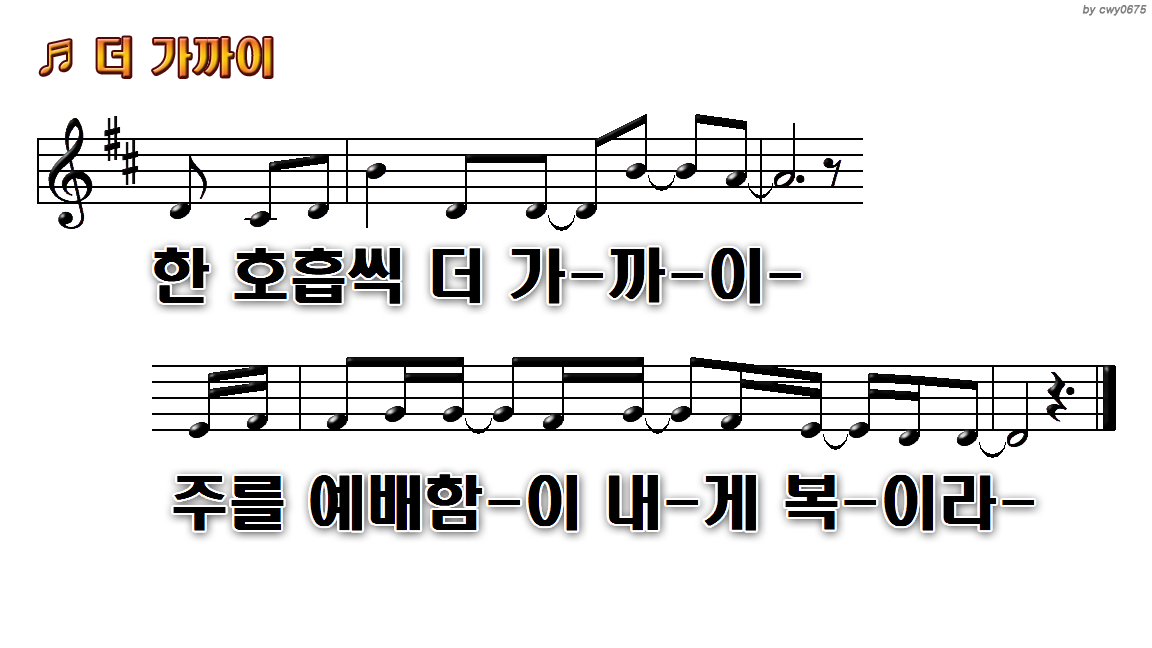 by cwy0675
♬ 더 가까이
한 호흡씩 더 가-까-이-
주를 예배함-이 내-게 복-이라-